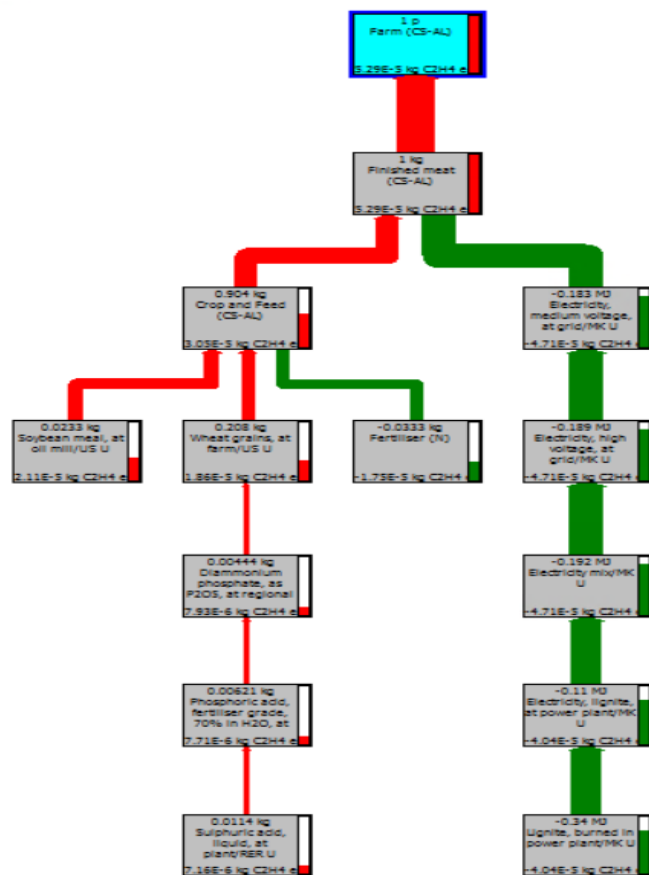 1 p
Farm (CS-AL)
5.29E-5 kg C2H4 e
1 kg
Finished meat
(CS-AL)
5.29E-5 kg C2H4 e
0.904 kg
Crop and Feed
(CS-AL)
3.05E-5 kg C2H4 e
-0.183 MJ
Electricity,
medium voltage,
at grid/MK U
-4.71E-5 kg C2H4 e
0.0233 kg
Soybean meal, at
oil mill/US U
2.11E-5 kg C2H4 e
0.208 kg
Wheat grains, at
farm/US U
1.86E-5 kg C2H4 e
-0.0333 kg
Fertiliser (N)
-1.75E-5 kg C2H4 e
-0.189 MJ
Electricity, high
voltage, at
grid/MK U
-4.71E-5 kg C2H4 e
0.00444 kg
Diammonium
phosphate, as
P2O5, at regional
7.93E-6 kg C2H4 e
-0.192 MJ
Electricity mix/MK
U
-4.71E-5 kg C2H4 e
0.00621 kg
Phosphoric acid,
fertiliser grade,
70% in H2O, at
7.71E-6 kg C2H4 e
-0.11 MJ
Electricity, lignite,
at power plant/MK
U
-4.04E-5 kg C2H4 e
0.0114 kg
Sulphuric acid,
liquid, at
plant/RER U
7.16E-6 kg C2H4 e
-0.34 MJ
Lignite, burned in
power plant/MK U
-4.04E-5 kg C2H4 e